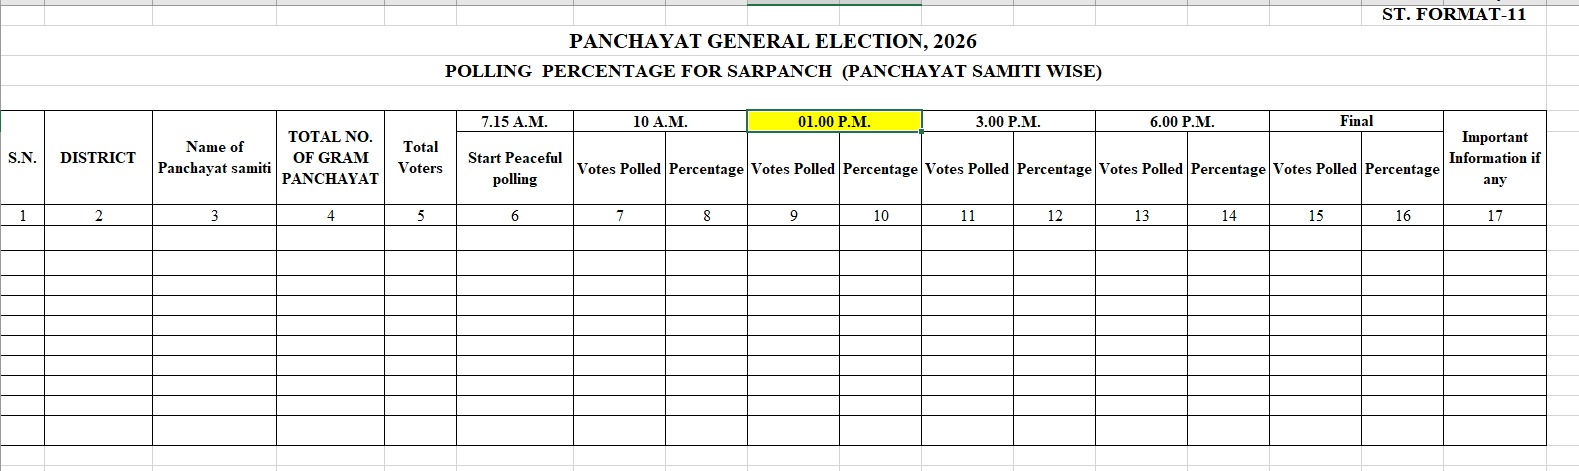 ST. FORMAT-11
PANCHAYAT GENERAL ELECTION, 2026
POLLING PERCENTAGE FOR SARPANCH (PANCHAYAT SAMITI WISE)
S.N.
DISTRICT
Name of
Panchayat samiti
TOTAL NO.
OF GRAM
PANCHAYAT
Total
Voters
7.15 A.M.
Start Peaceful
polling
10 A.M.
Votes Polled Percentage
01.00 P.M.
Votes Polled Percentage
3.00 P.M.
Votes Polled Percentage
6.00 P.M.
Votes Polled Percentage
Final
Votes Polled Percentage
Important
Information if
any
1 2 3 4 5 6 7 8 9 10 11 12 13 14 15 16 17